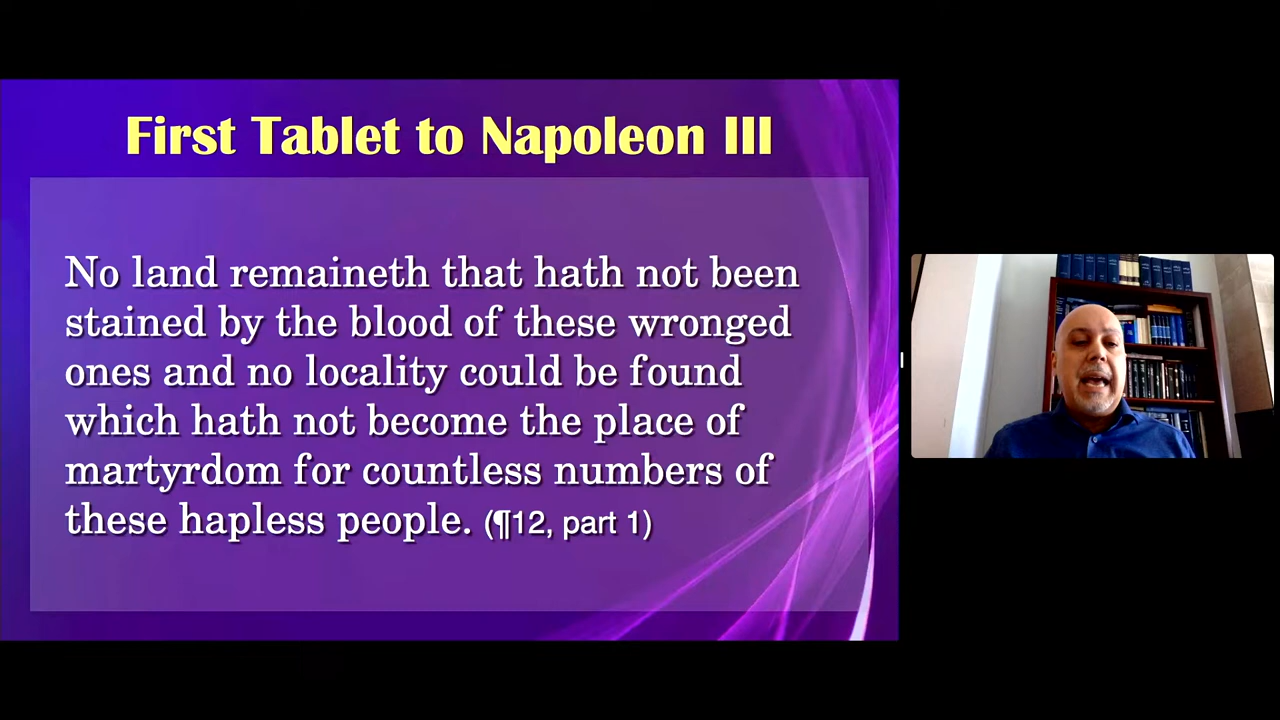 First Tablet to Napoleon III
No land remaineth that hath not been
stained by the blood of these wronged
ones and no locality could be found
which hath not become the place of
martyrdom for countless numbers of
these hapless people. (¶12, part 1)